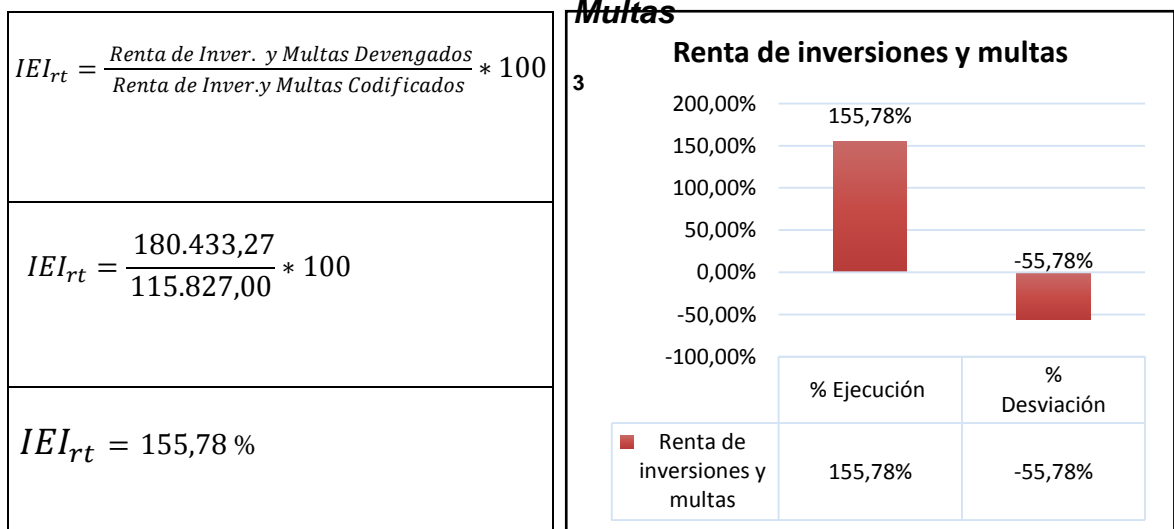 Multas
IEI_rt = Renta de Inver. y Multas Devengados / Renta de Inver.y Multas Codificados * 100
IEI_rt = 180.433,27 / 115.827,00 * 100
IEI_rt = 155,78 %
Renta de inversiones y multas
3
200,00%
150,00%
100,00%
50,00%
0,00%
-50,00%
-100,00%
155,78%
-55,78%
% Ejecución
%
Desviación
Renta de
inversiones y
multas
155,78%
-55,78%